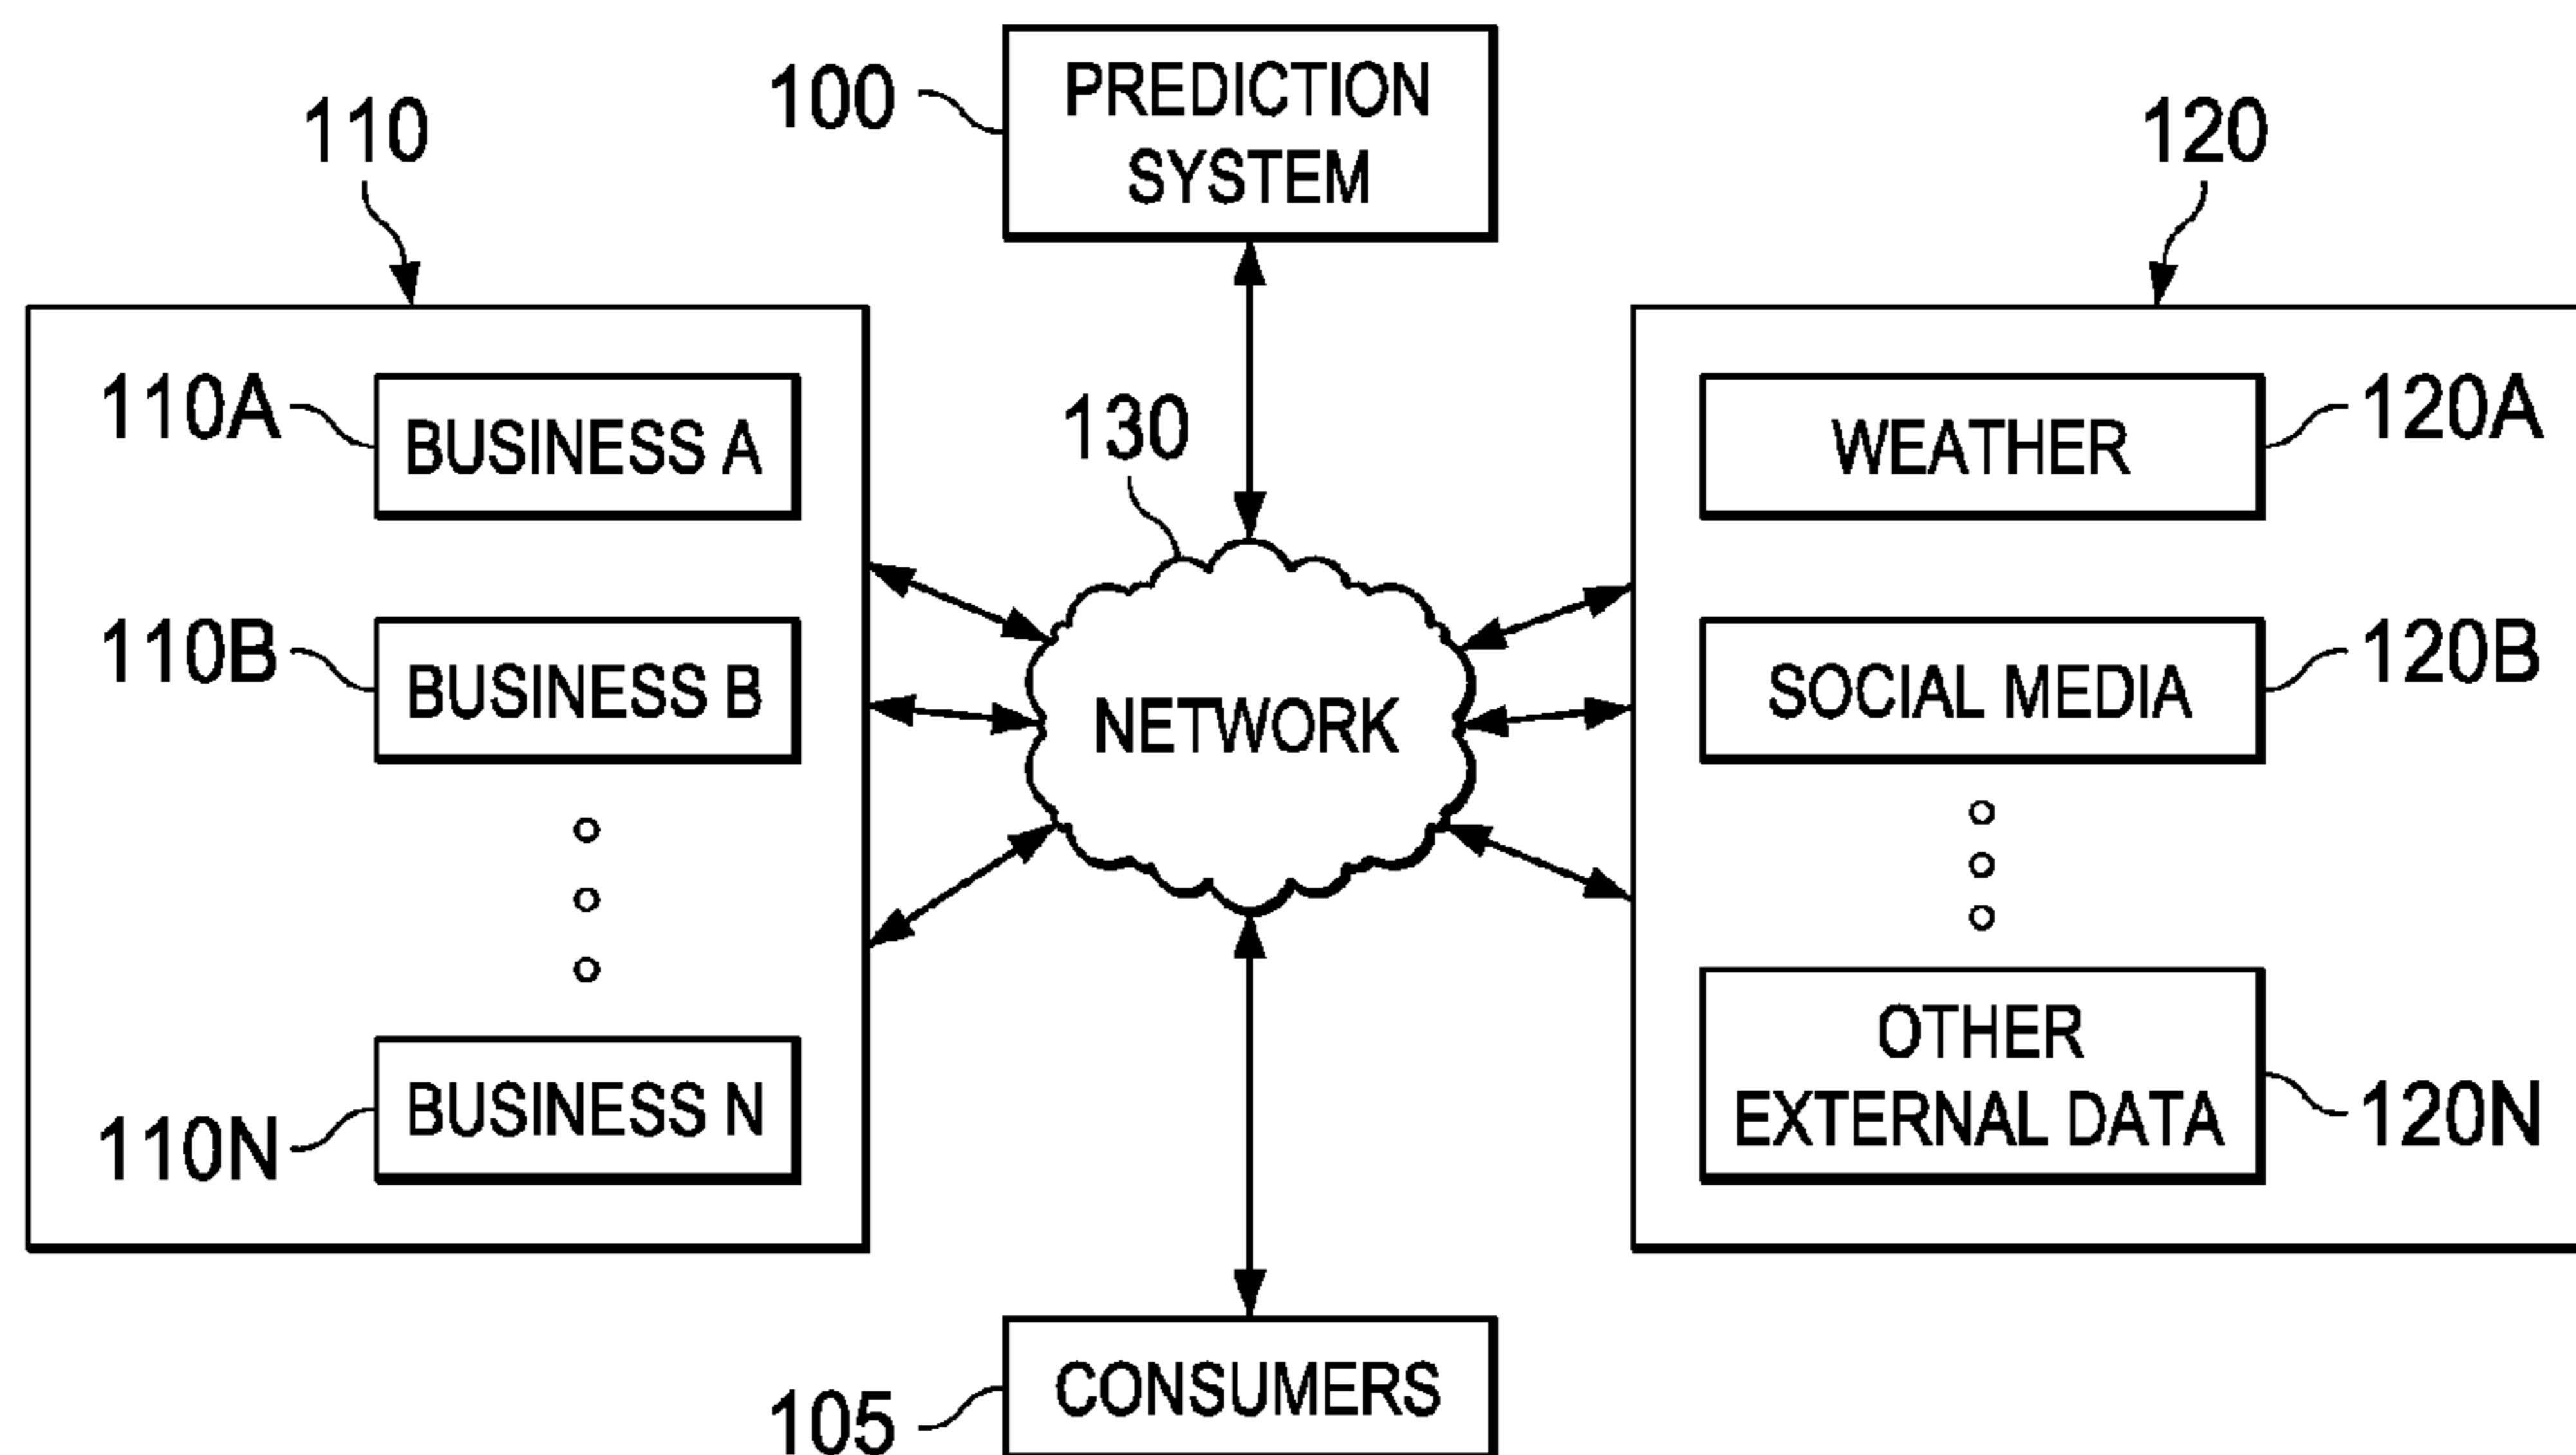 100
PREDICTION
SYSTEM
110
120
110A
BUSINESS A
130
WEATHER
120A
110B
BUSINESS B
NETWORK
SOCIAL MEDIA
120B
110N
BUSINESS N
OTHER
EXTERNAL DATA
120N
105
CONSUMERS